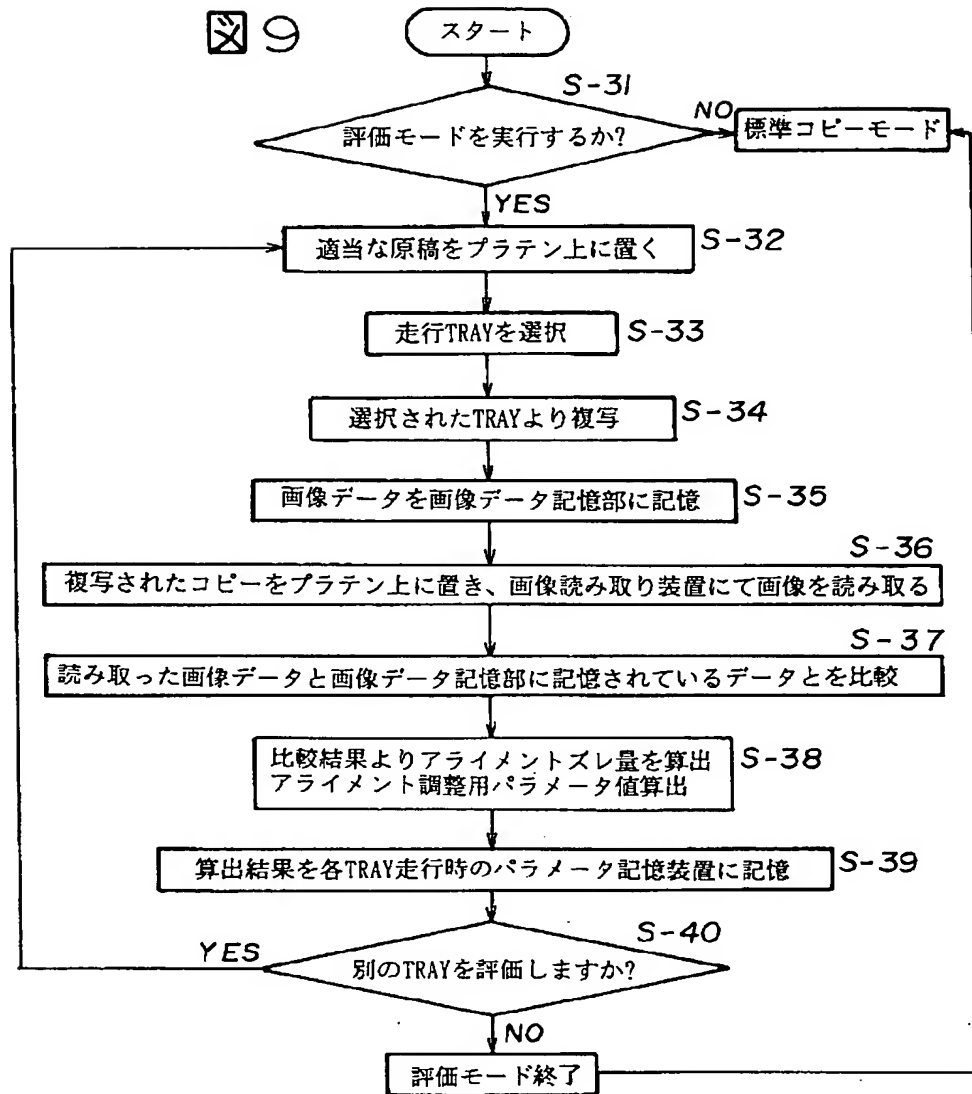 図9
スタート
S-31
評価モードを実行するか?
NO
標準コピーモード
YES
適当な原稿をプラテン上に置く
S-32
走行TRAYを選択
S-33
選択されたTRAYより複写
S-34
画像データを画像データ記憶部に記憶
S-35
S-36
複写されたコピーをプラテン上に置き、画像読み取り装置にて画像を読み取る
S-37
読み取った画像データと画像データ記憶部に記憶されているデータとを比較
比較結果よりアライメントズレ量を算出
アライメント調整用パラメータ値算出
S-38
算出結果を各TRAY走行時のパラメータ記憶装置に記憶
S-39
S-40
YES
別のTRAYを評価しますか?
NO
評価モード終了